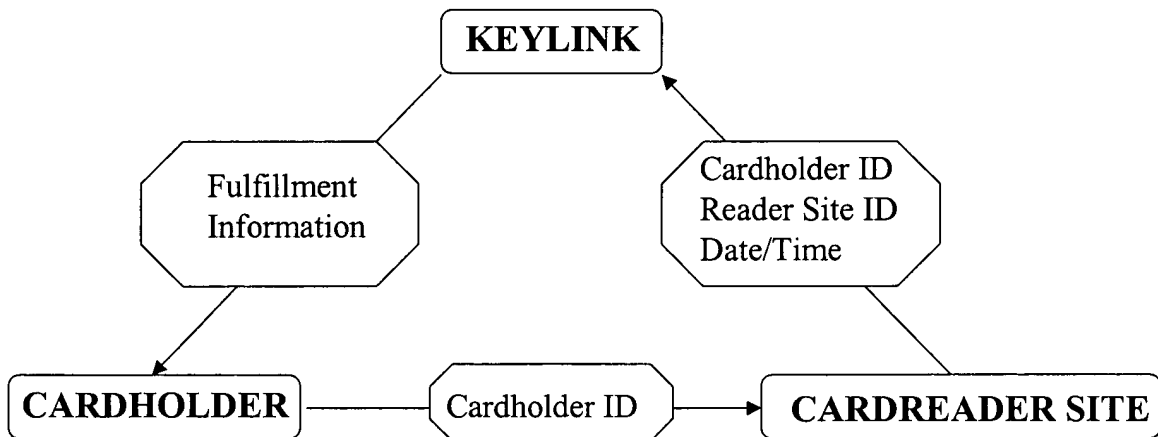 KEYLINK
Fulfillment
Information
Cardholder ID
Reader Site ID
Date/Time
CARDHOLDER
Cardholder ID
CARDREADER SITE